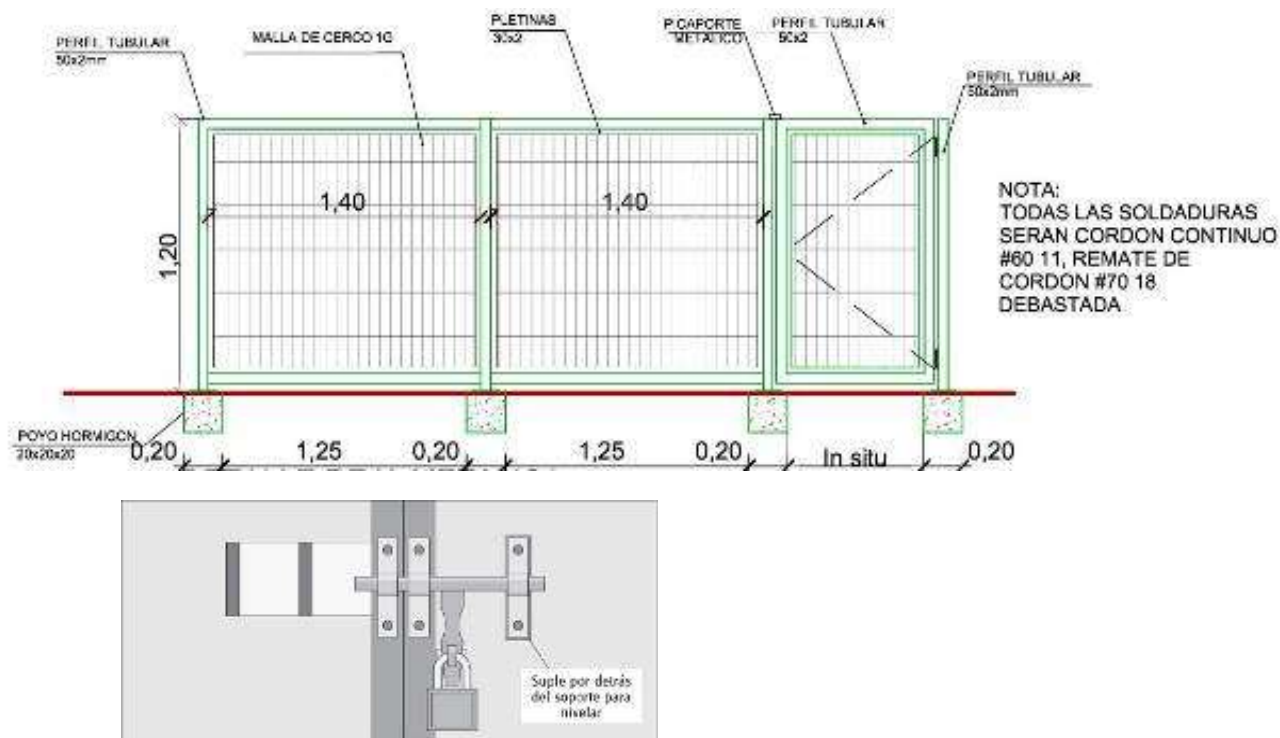 PERFIL TUBULAR
50x2mm
MALLA DE CERCO 1G
PLETINAS
30x2
PICAPORTE
METALICO
PERFIL TUBULAR
50x2
PERFIL TUBULAR
50x2mm
1,40
1,40
1,20
NOTA:
TODAS LAS SOLDADURAS
SERAN CORDON CONTINUO
#60 11, REMATE DE
CORDON #70 18
DEBASTADA
POYO HORMIGON
20x20x20
0,20
1,25
0,20
1,25
0,20
In situ
0,20
Suple por detrás
del soporte para
nivelar